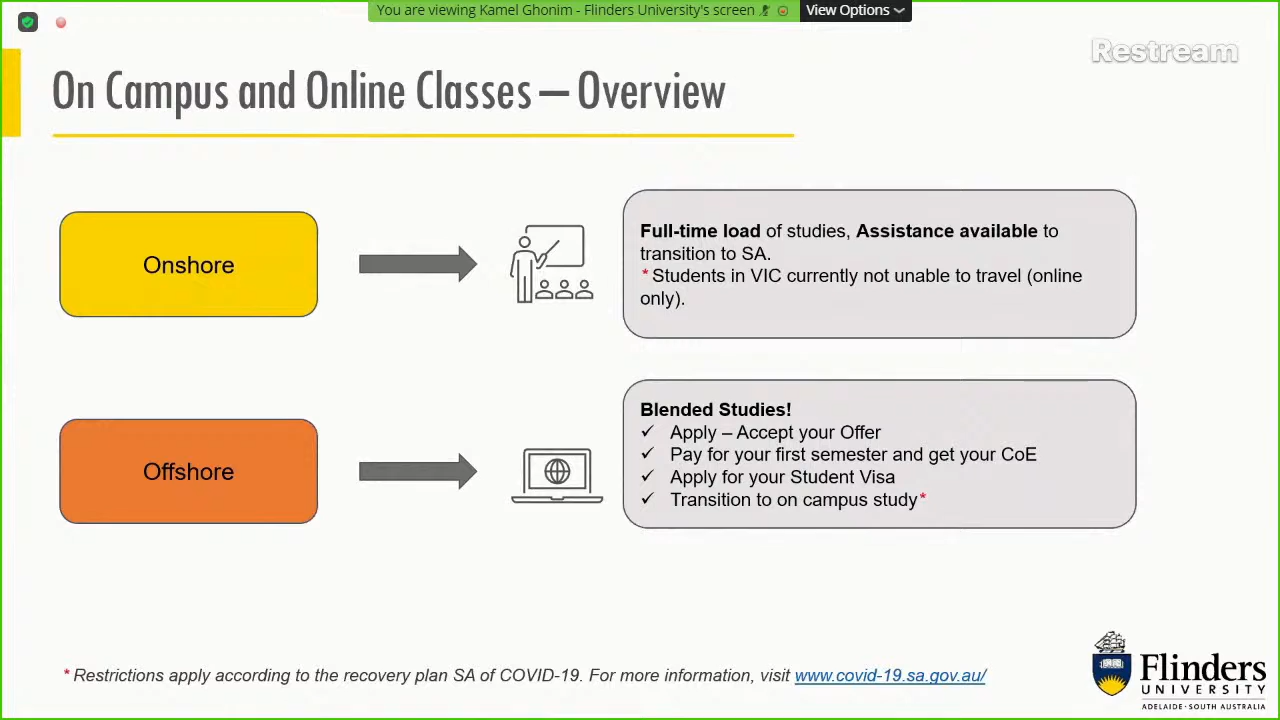 You are viewing Kamel Ghonim - Flinders University's screen
View Options
Restream
On Campus and Online Classes – Overview
Onshore
Full-time load of studies, Assistance available to
transition to SA.
* Students in VIC currently not unable to travel (online
only).
Offshore
Blended Studies!
✓ Apply – Accept your Offer
✓ Pay for your first semester and get your CoE
✓ Apply for your Student Visa
✓ Transition to on campus study*
* Restrictions apply according to the recovery plan SA of COVID-19. For more information, visit www.covid-19.sa.gov.au/
Flinders
UNIVERSITY
ADELAIDE · SOUTH AUSTRALIA